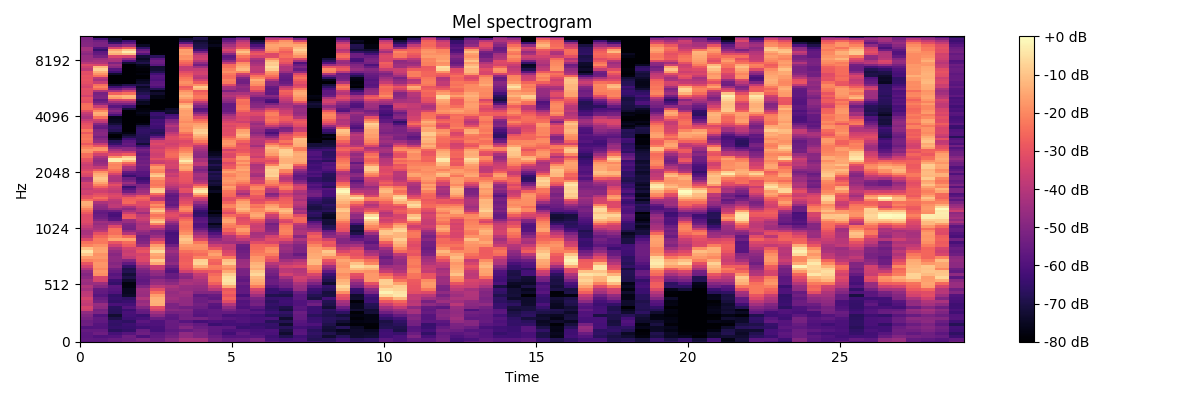 Mel spectrogram
8192
4096
2048
1024
512
0
Hz
0 5 10 15 20 25
Time
+0 dB
-10 dB
-20 dB
-30 dB
-40 dB
-50 dB
-60 dB
-70 dB
-80 dB